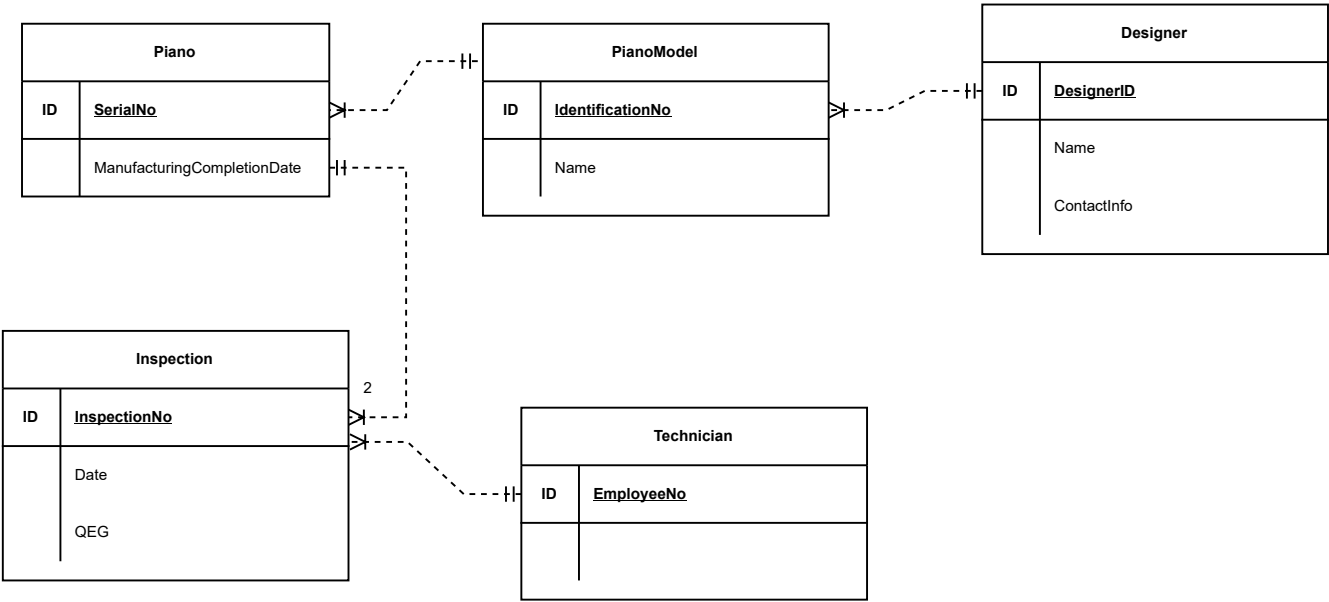 Piano
ID SerialNo
ManufacturingCompletionDate
PianoModel
ID IdentificationNo
Name
Designer
ID DesignerID
Name
ContactInfo
Inspection
2
ID InspectionNo
Date
QEG
Technician
ID EmployeeNo